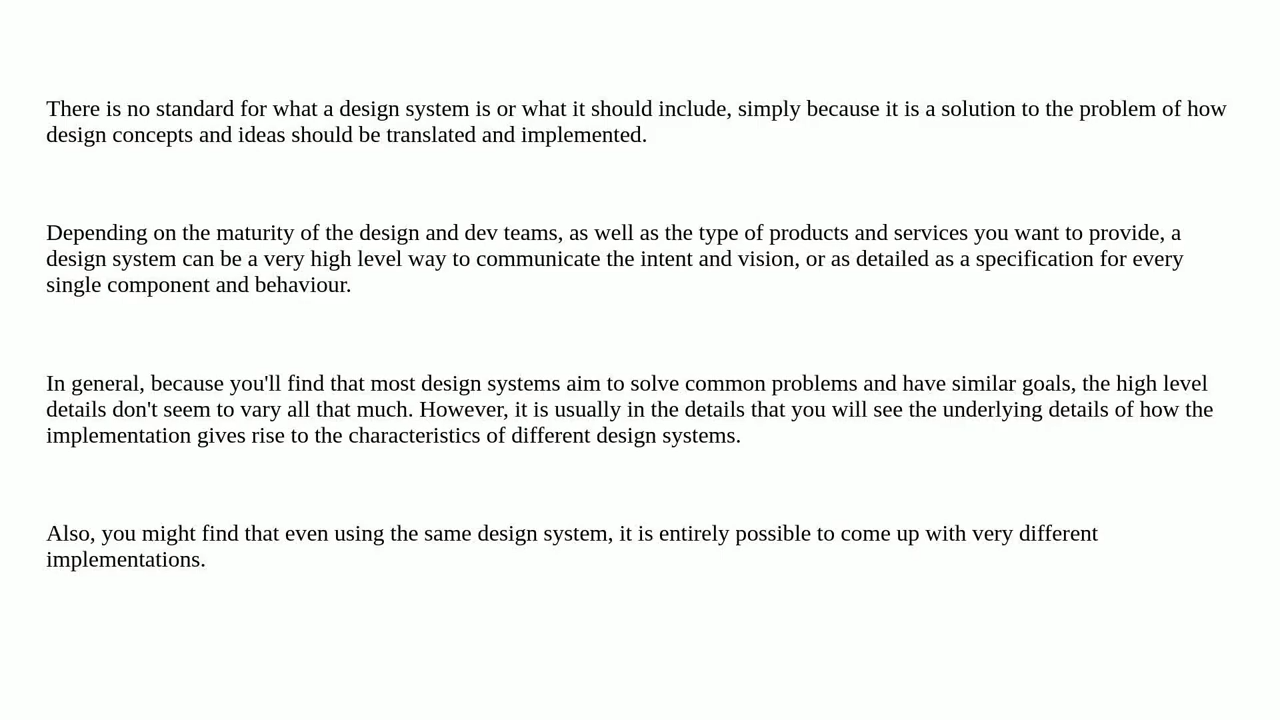 There is no standard for what a design system is or what it should include, simply because it is a solution to the problem of how
design concepts and ideas should be translated and implemented.
Depending on the maturity of the design and dev teams, as well as the type of products and services you want to provide, a
design system can be a very high level way to communicate the intent and vision, or as detailed as a specification for every
single component and behaviour.
In general, because you'll find that most design systems aim to solve common problems and have similar goals, the high level
details don't seem to vary all that much. However, it is usually in the details that you will see the underlying details of how the
implementation gives rise to the characteristics of different design systems.
Also, you might find that even using the same design system, it is entirely possible to come up with very different
implementations.